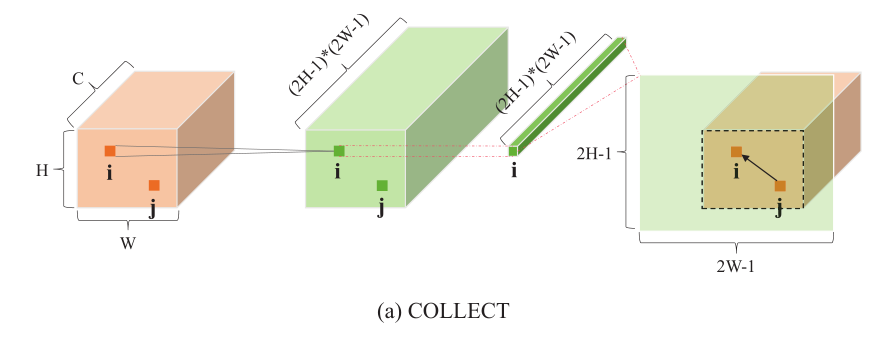 C
H
W
i
j
(2H-1)*(2W-1)
i
j
(2H-1)*(2W-1)
i
2H-1
2W-1
i
j
(a) COLLECT